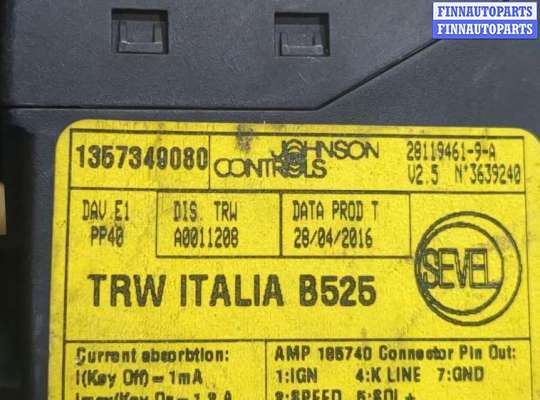 FINNAUTOPARTS
FINNAUTOPARTS
1357349080
JOHNSON
CONTROLS
28119461-9-A
V2.5 N°3639240
DAV.E1
PP40
DIS. TRW
A0011208
DATA PROD T
28/04/2016
SEVEL
TRW ITALIA B525
Current absorbtion:
I(Key Off) = 1mA
AMP 185740 Connector Pin Out:
1:IGN 4:K LINE 7:GND